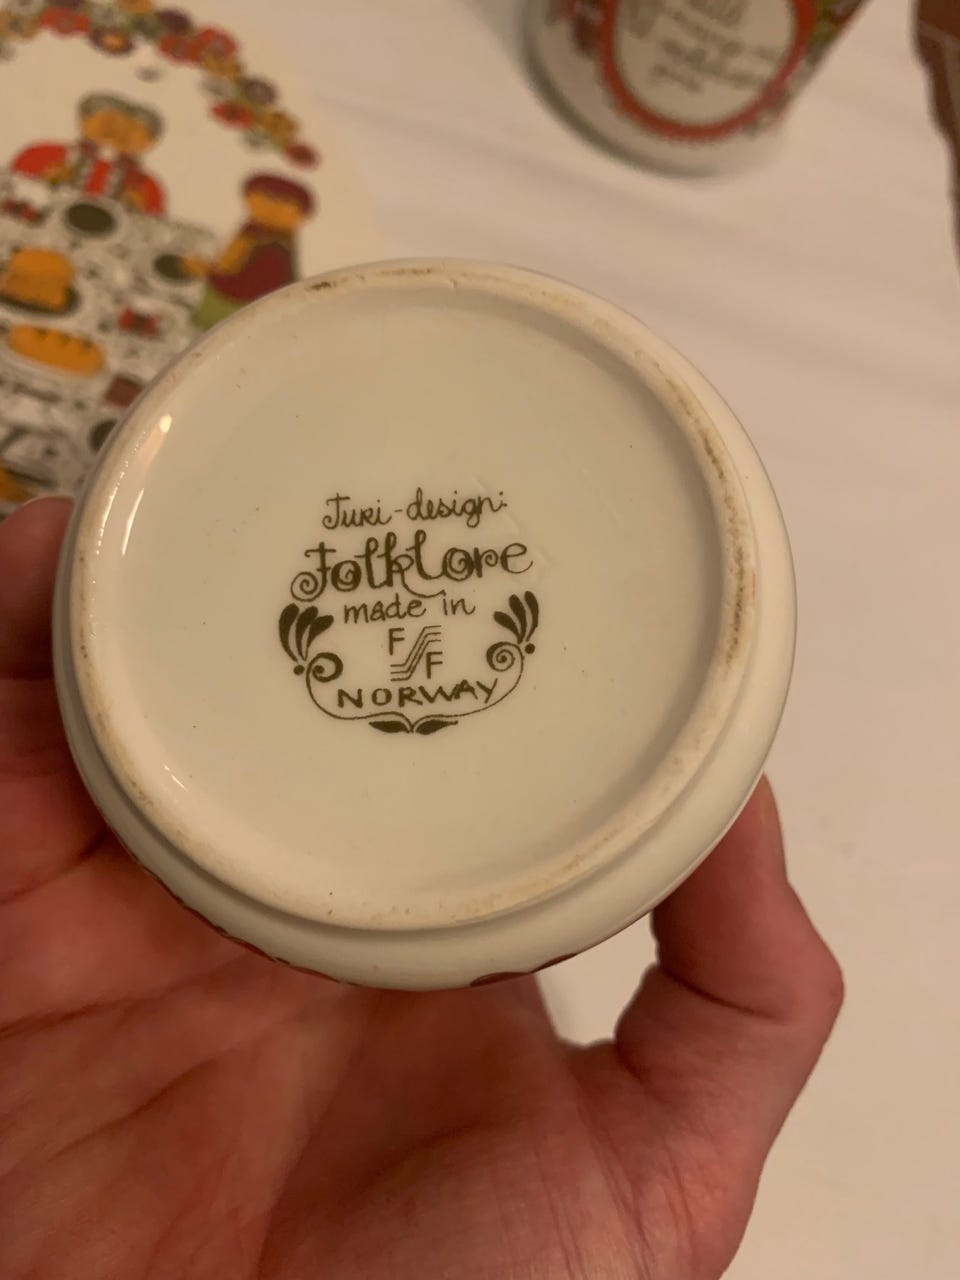 Turi-design:
Folklore
made in
F
F
NORWAY